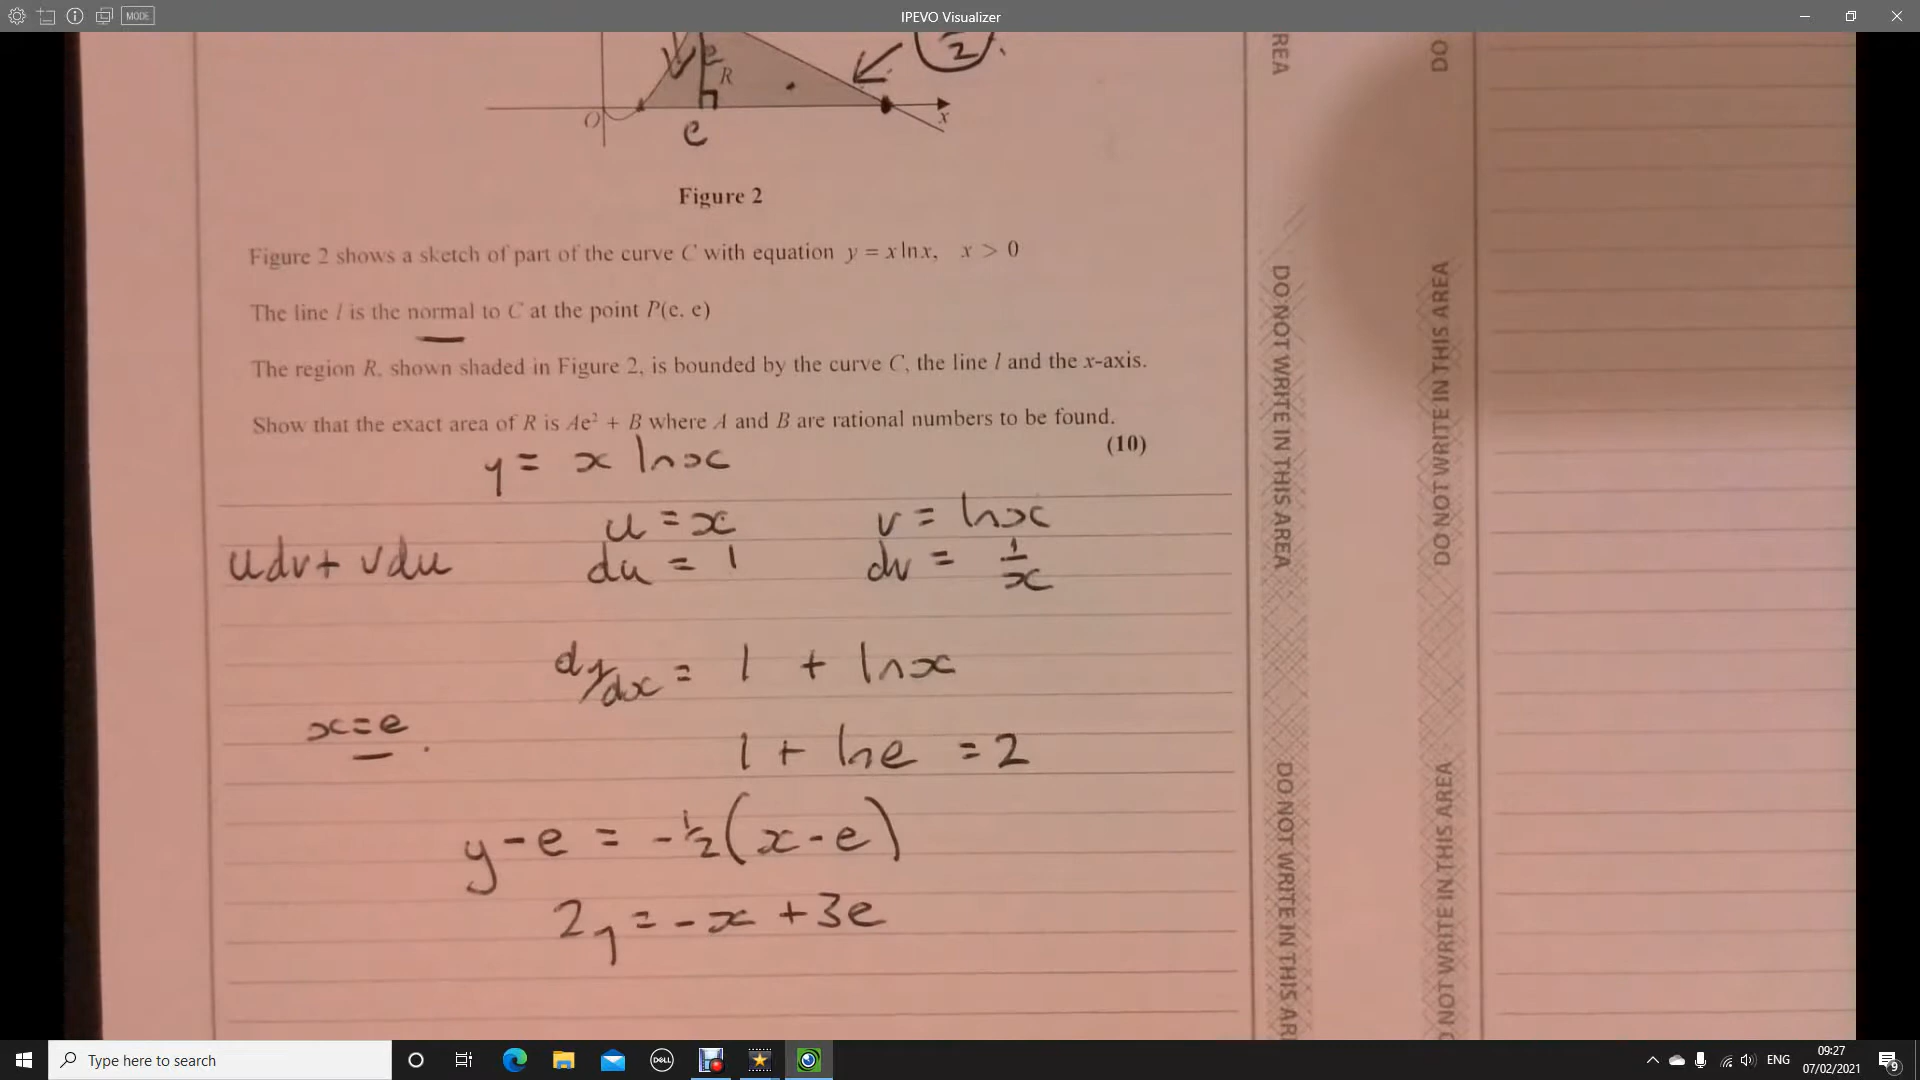 MODE
IPEVO Visualizer
2
e
R
O
x
e
Figure 2
Figure 2 shows a sketch of part of the curve C with equation y = x ln x, x > 0
The line l is the normal to C at the point P(e, e)
The region R, shown shaded in Figure 2, is bounded by the curve C, the line l and the x-axis.
Show that the exact area of R is Ae² + B where A and B are rational numbers to be found.
(10)
y = x lnx
u = x v = lnx
udv + vdu du = 1 dv = 1/x
dy/dx = 1 + lnx
x = e
1 + lne = 2
y - e = -½(x - e)
2y = -x + 3e
REA
DO NOT WRITE IN THIS AREA
DO NOT WRITE IN THIS AR
DO
DO NOT WRITE IN THIS AREA
O NOT WRITE IN THIS AREA
Type here to search
DELL
ENG
09:27
07/02/2021
9